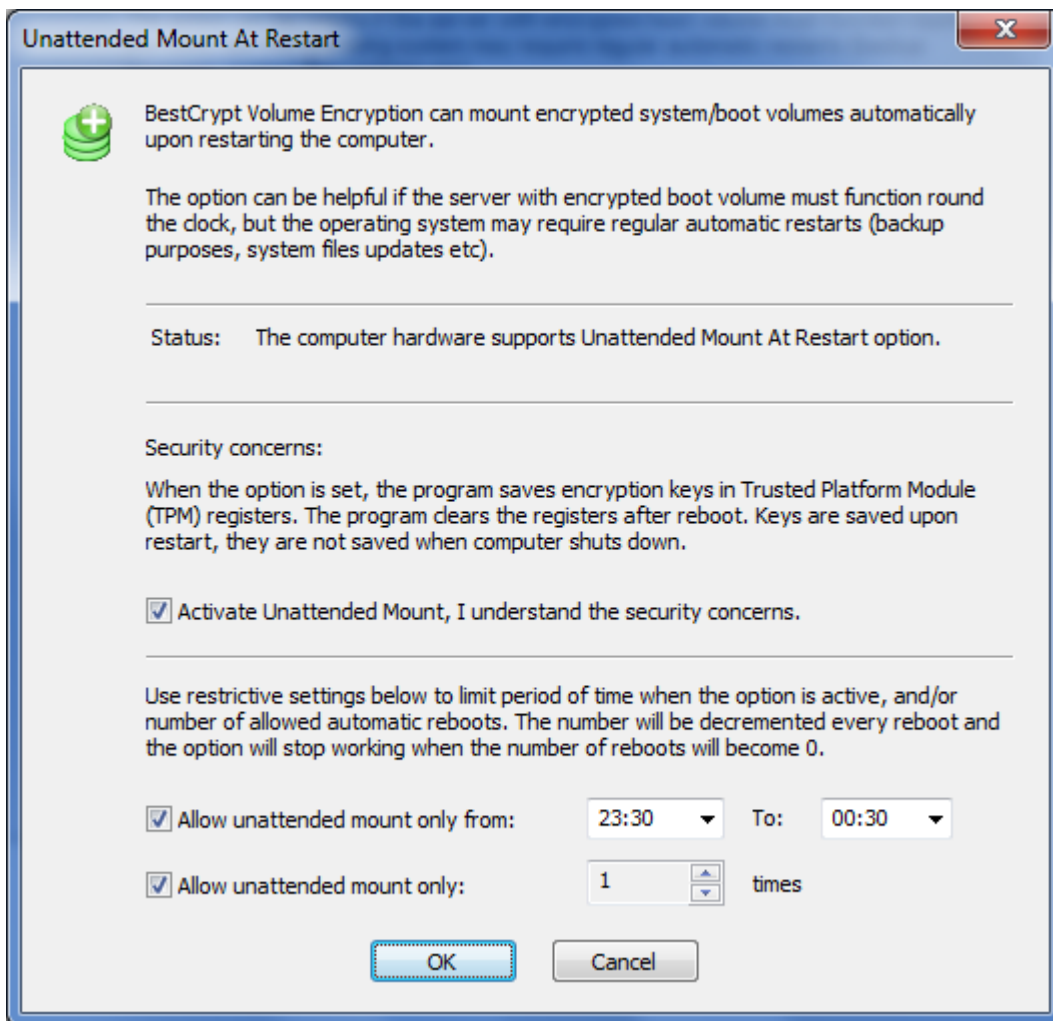 Unattended Mount At Restart
BestCrypt Volume Encryption can mount encrypted system/boot volumes automatically
upon restarting the computer.
The option can be helpful if the server with encrypted boot volume must function round
the clock, but the operating system may require regular automatic restarts (backup
purposes, system files updates etc).
Status: The computer hardware supports Unattended Mount At Restart option.
Security concerns:
When the option is set, the program saves encryption keys in Trusted Platform Module
(TPM) registers. The program clears the registers after reboot. Keys are saved upon
restart, they are not saved when computer shuts down.
Activate Unattended Mount, I understand the security concerns.
Use restrictive settings below to limit period of time when the option is active, and/or
number of allowed automatic reboots. The number will be decremented every reboot and
the option will stop working when the number of reboots will become 0.
Allow unattended mount only from: 23:30 To: 00:30
Allow unattended mount only: 1 times
OK Cancel